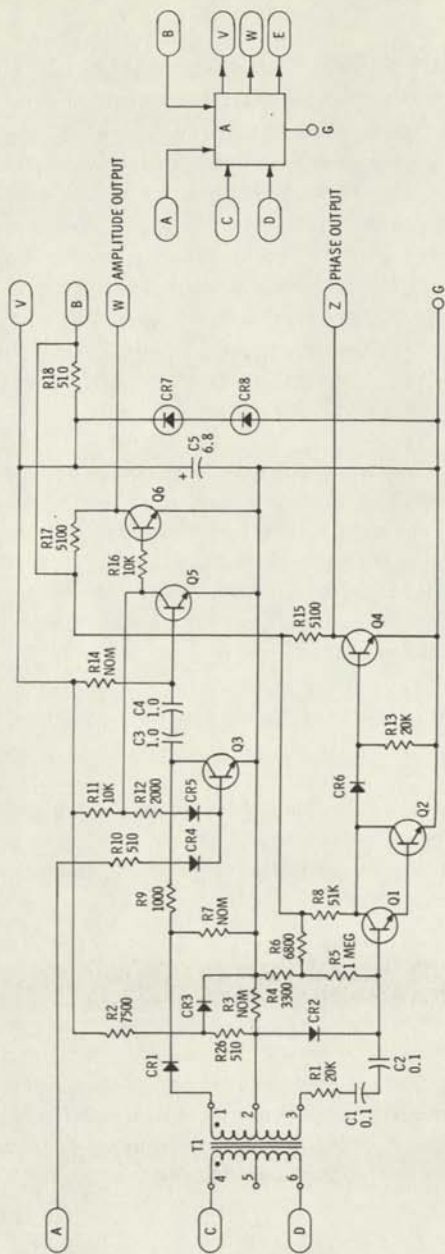 A
C
D
4
5
6
T1
1
2
3
CR1
R2
7500
R26
510
CR3
R3
NOM
CR2
R1
20K
C1
0.1
C2
0.1
R4
3300
R5
1 MEG
R6
6800
R7
NOM
R8
51K
R9
1000
R10
510
CR4
R11
10K
R12
2000
CR5
Q3
C3
1.0
C4
1.0
R14
NOM
Q1
Q2
CR6
R13
20K
Q4
R15
5100
Q5
R16
10K
Q6
R17
5100
C5
6.8
+
CR7
CR8
R18
510
V
B
W
AMPLITUDE OUTPUT
Z
PHASE OUTPUT
G
A
B
C
D
A
V
W
E
G